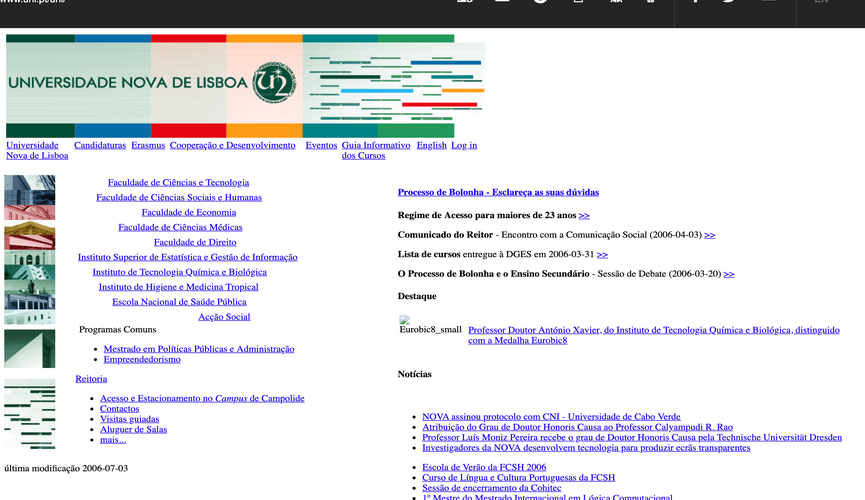 UNIVERSIDADE NOVA DE LISBOA
Universidade Nova de Lisboa
Candidaturas
Erasmus
Cooperação e Desenvolvimento
Eventos
Guia Informativo dos Cursos
English
Log in
Faculdade de Ciências e Tecnologia
Faculdade de Ciências Sociais e Humanas
Faculdade de Economia
Faculdade de Ciências Médicas
Faculdade de Direito
Instituto Superior de Estatística e Gestão de Informação
Instituto de Tecnologia Química e Biológica
Instituto de Higiene e Medicina Tropical
Escola Nacional de Saúde Pública
Acção Social
Programas Comuns
Mestrado em Políticas Públicas e Administração
Empreendedorismo
Reitoria
Acesso e Estacionamento no Campus de Campolide
Contactos
Visitas guiadas
Aluguer de Salas
mais...
última modificação 2006-07-03
Processo de Bolonha - Esclareça as suas dúvidas
Regime de Acesso para maiores de 23 anos >>
Comunicado do Reitor - Encontro com a Comunicação Social (2006-04-03) >>
Lista de cursos entregue à DGES em 2006-03-31 >>
O Processo de Bolonha e o Ensino Secundário - Sessão de Debate (2006-03-20) >>
Destaque
Eurobic8_small
Professor Doutor António Xavier, do Instituto de Tecnologia Química e Biológica, distinguido
com a Medalha Eurobic8
Notícias
NOVA assinou protocolo com CNI - Universidade de Cabo Verde
Atribuição do Grau de Doutor Honoris Causa ao Professor Calyampudi R. Rao
Professor Luís Moniz Pereira recebe o grau de Doutor Honoris Causa pela Technische Universität Dresden
Investigadores da NOVA desenvolvem tecnologia para produzir ecrãs transparentes
Escola de Verão da FCSH 2006
Curso de Língua e Cultura Portuguesas da FCSH
Sessão de encerramento da Cohitec
1º Mestre do Mestrado Internacional em Lógica Computacional